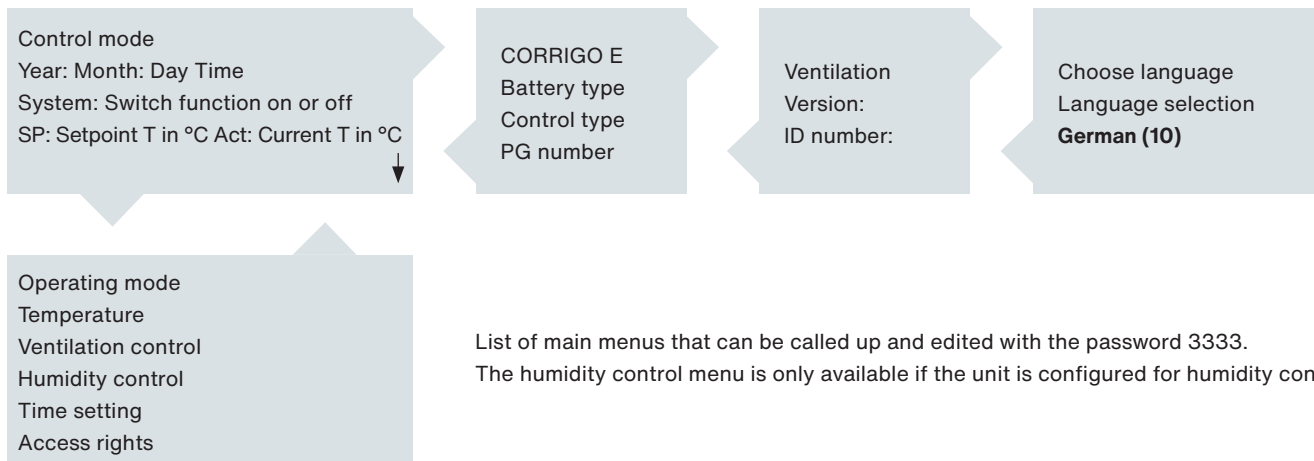 Control mode
Year: Month: Day Time
System: Switch function on or off
SP: Setpoint T in °C Act: Current T in °C
CORRIGO E
Battery type
Control type
PG number
Ventilation
Version:
ID number:
Choose language
Language selection
German (10)
Operating mode
Temperature
Ventilation control
Humidity control
Time setting
Access rights
List of main menus that can be called up and edited with the password 3333.
The humidity control menu is only available if the unit is configured for humidity con